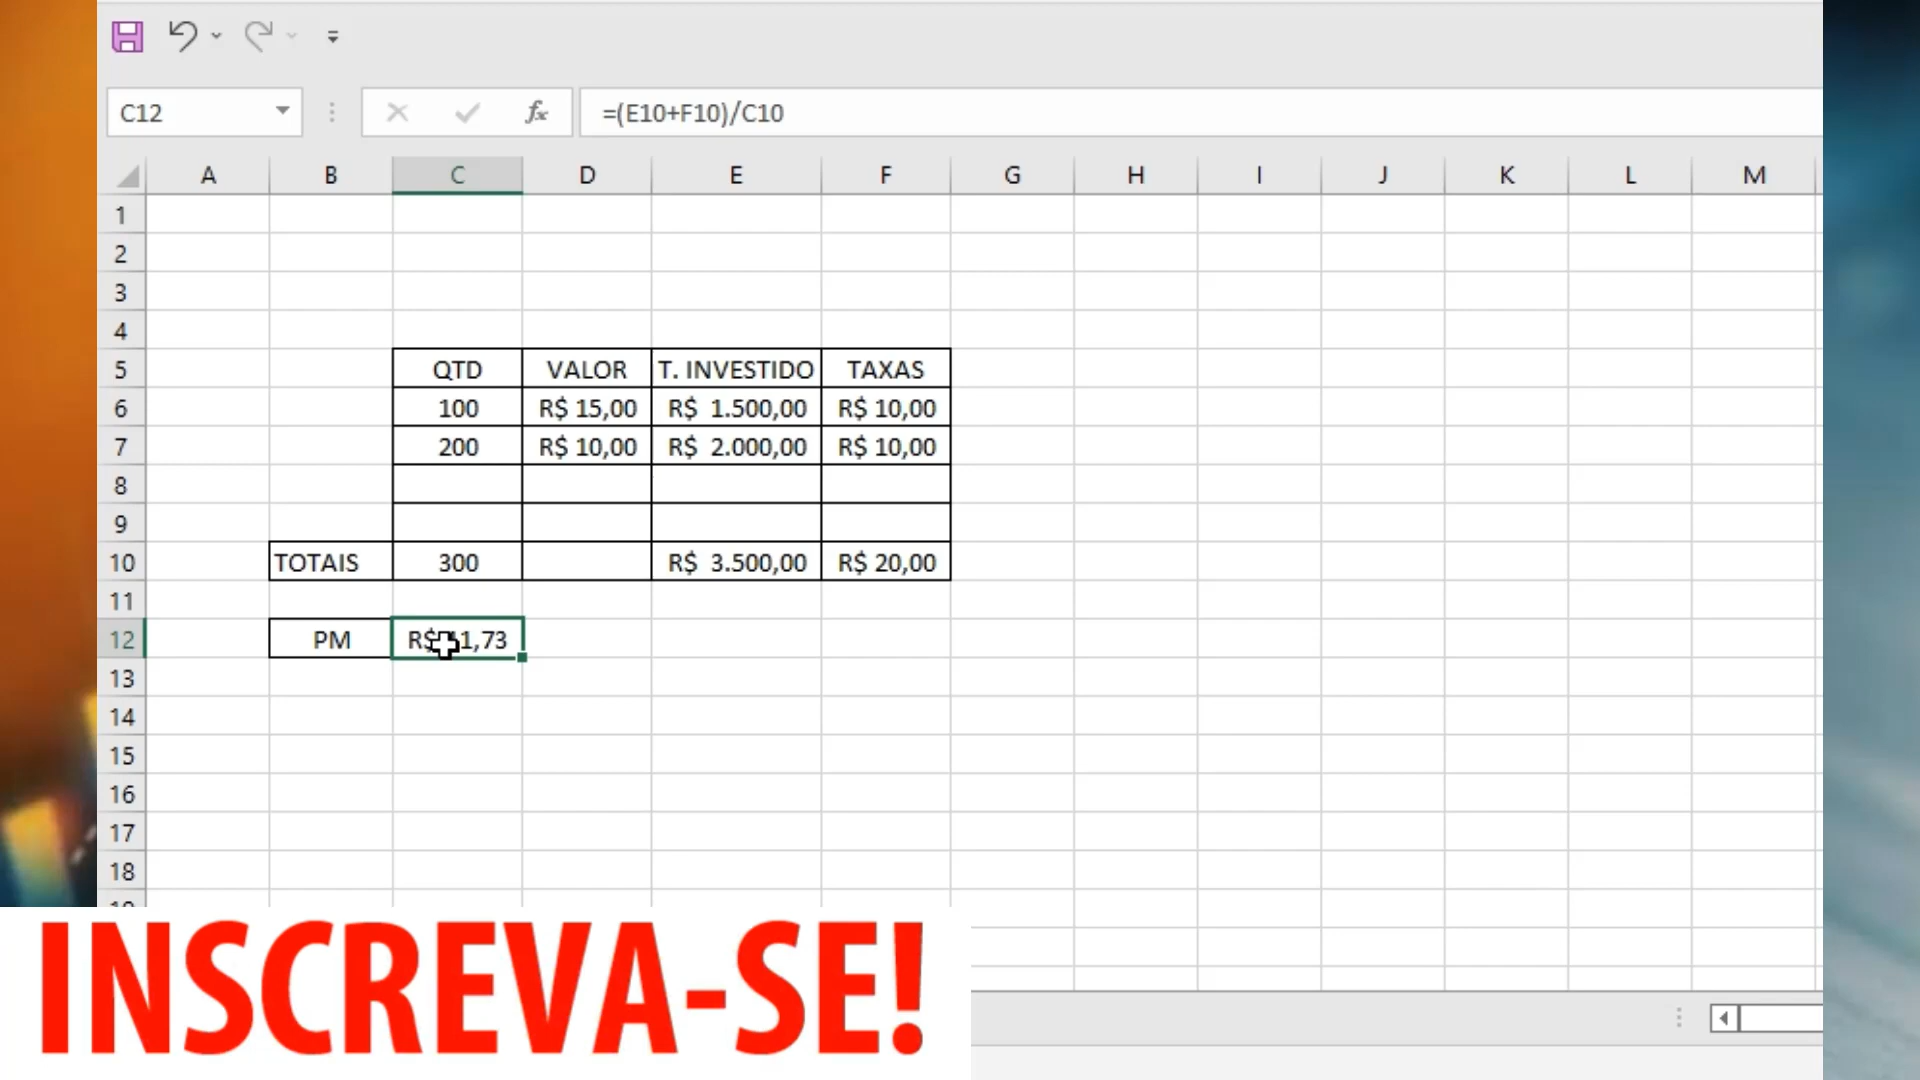 C12 fx =(E10+F10)/C10
A B C D E F G H I J K L M
1
2
3
4
5 QTD VALOR T. INVESTIDO TAXAS
6 100 R$ 15,00 R$ 1.500,00 R$ 10,00
7 200 R$ 10,00 R$ 2.000,00 R$ 10,00
8
9
10 TOTAIS 300 R$ 3.500,00 R$ 20,00
11
12 PM R$ 1,73
13
14
15
16
17
18
INSCREVA-SE!